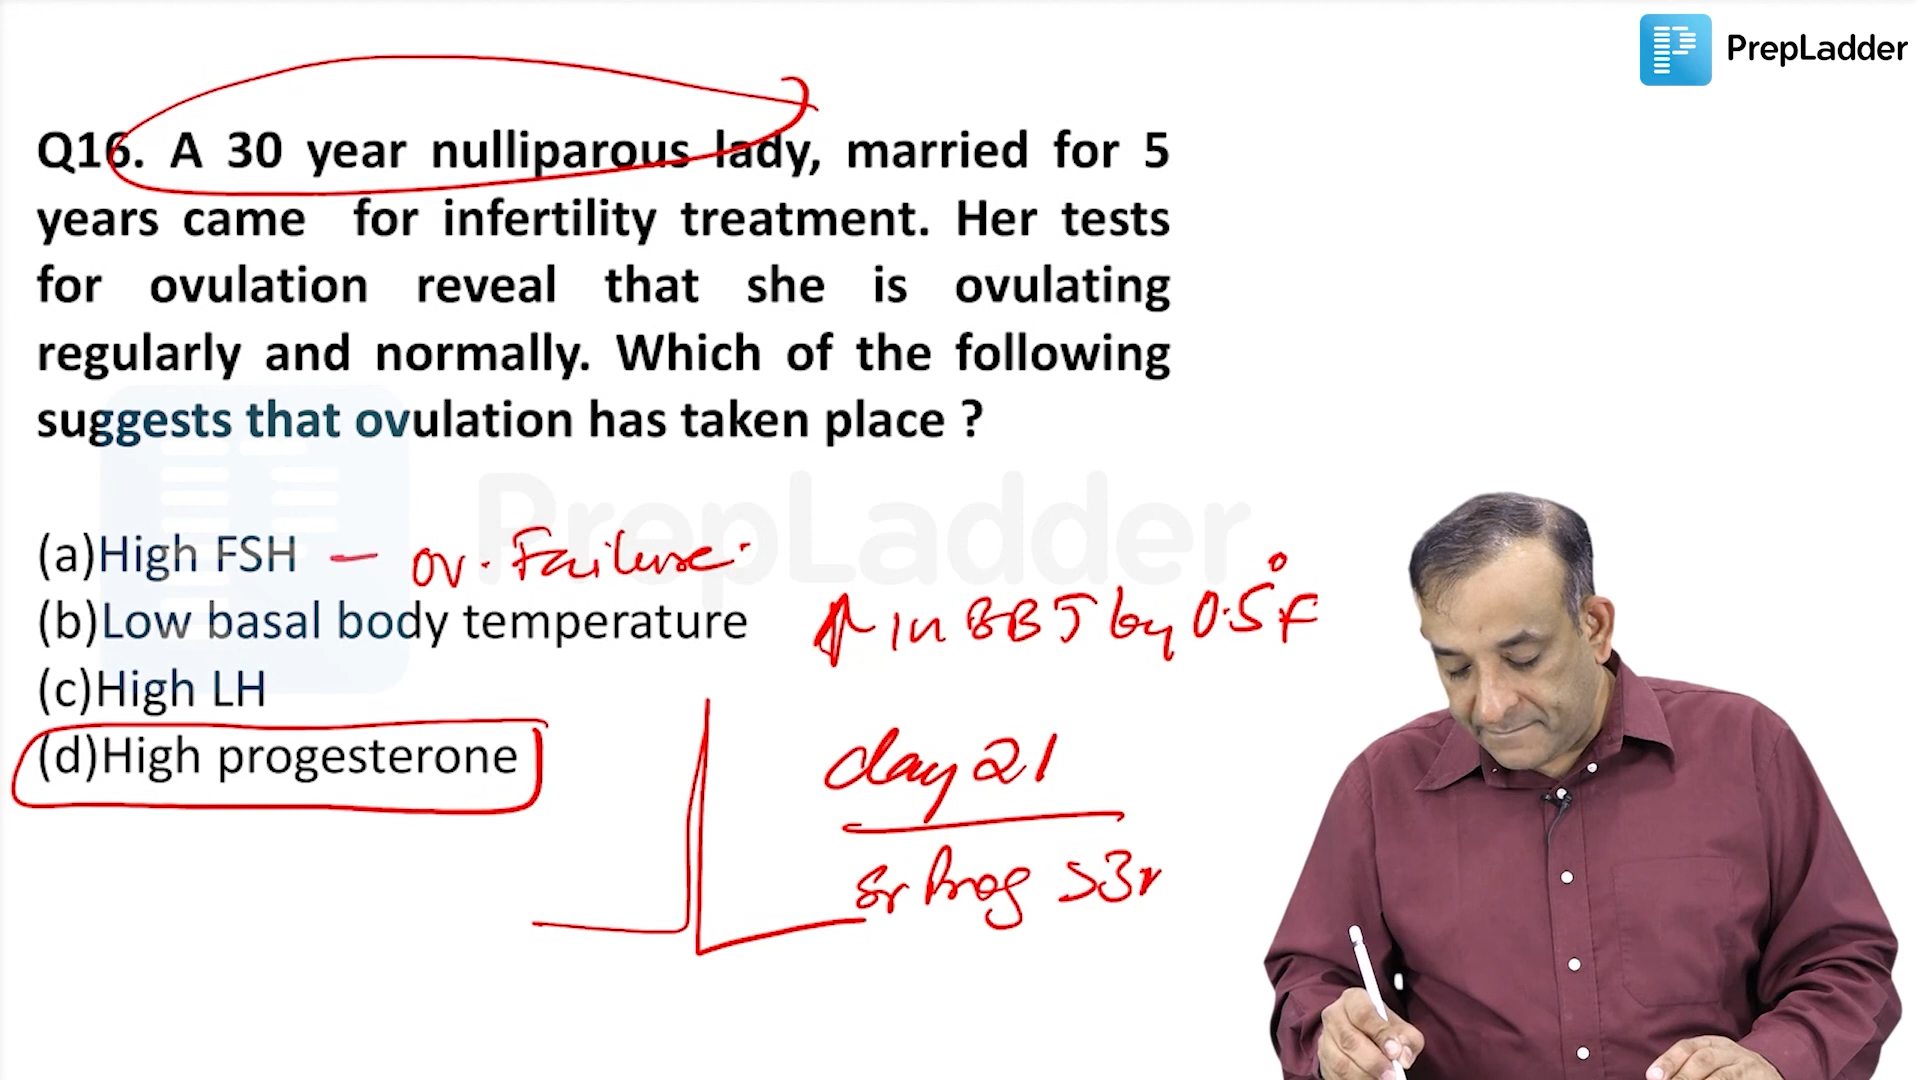 PrepLadder
Q16. A 30 year nulliparous lady, married for 5
years came for infertility treatment. Her tests
for ovulation reveal that she is ovulating
regularly and normally. Which of the following
suggests that ovulation has taken place ?
PrepLadder
(a)High FSH – ov. Failure.
(b)Low basal body temperature ↑ in BBT by 0.5°F
(c)High LH
(d)High progesterone
day 21
Sr Prog >3